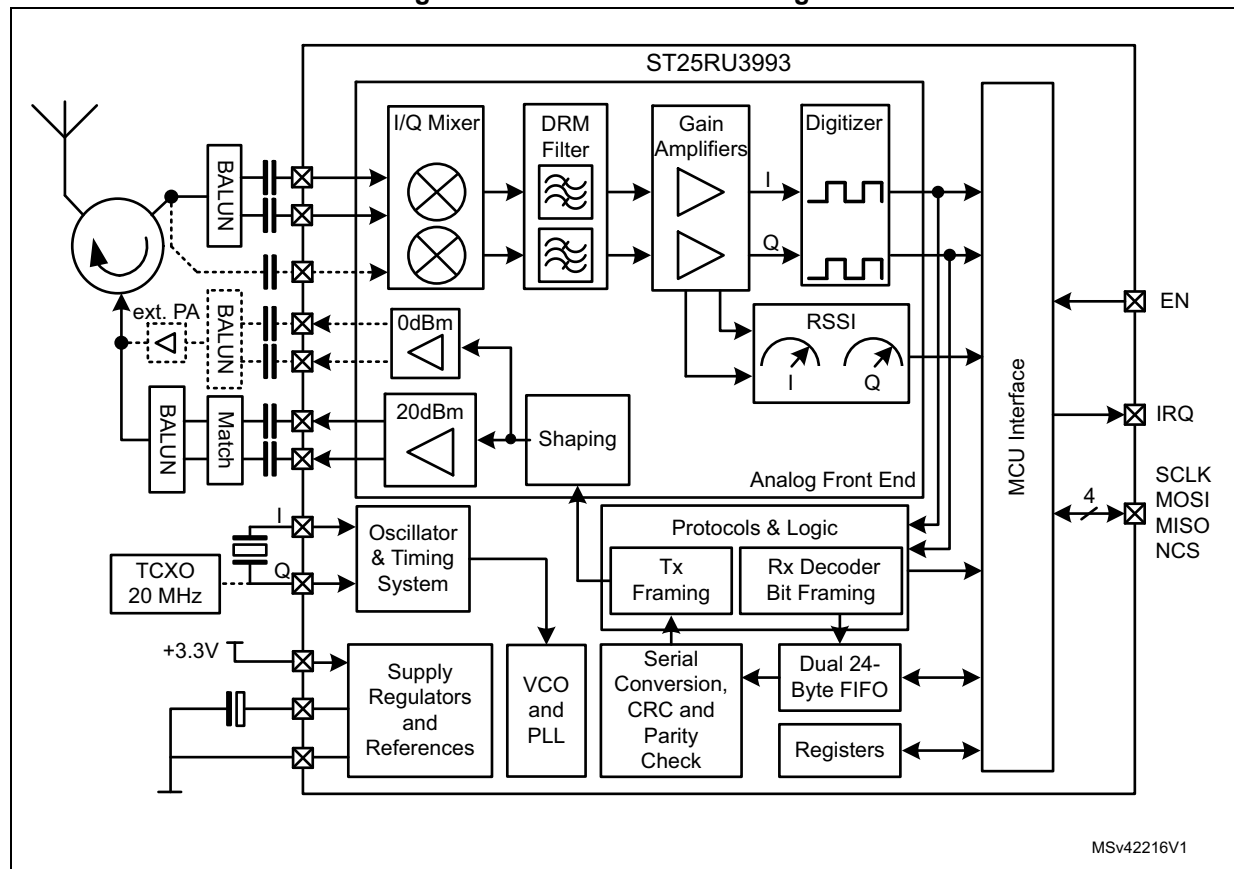 ST25RU3993
I/Q Mixer
DRM
Filter
Gain
Amplifiers
Digitizer
BALUN
I
Q
ext. PA
BALUN
0dBm
RSSI
I
Q
EN
BALUN
Match
20dBm
Shaping
Analog Front End
MCU Interface
IRQ
SCLK
MOSI
MISO
NCS
4
I
Q
TCXO
20 MHz
Oscillator
& Timing
System
Protocols & Logic
Tx
Framing
Rx Decoder
Bit Framing
+3.3V
Supply
Regulators
and
References
VCO
and
PLL
Serial
Conversion,
CRC and
Parity
Check
Dual 24-
Byte FIFO
Registers
MSv42216V1